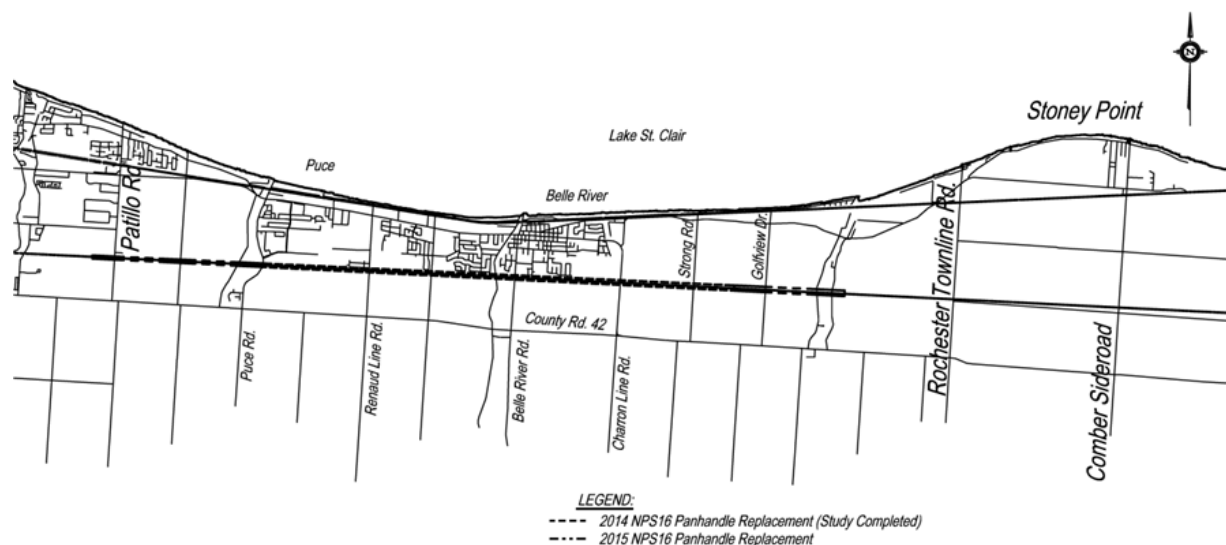 N
Stoney Point
Lake St. Clair
Puce
Belle River
Patillo Rd.
Strong Rd.
Golfview Dr.
Rochester Townline Rd.
County Rd. 42
Puce Rd.
Renaud Line Rd.
Belle River Rd.
Charron Line Rd.
Comber Sideroad
LEGEND:
2014 NPS16 Panhandle Replacement (Study Completed)
2015 NPS16 Panhandle Replacement